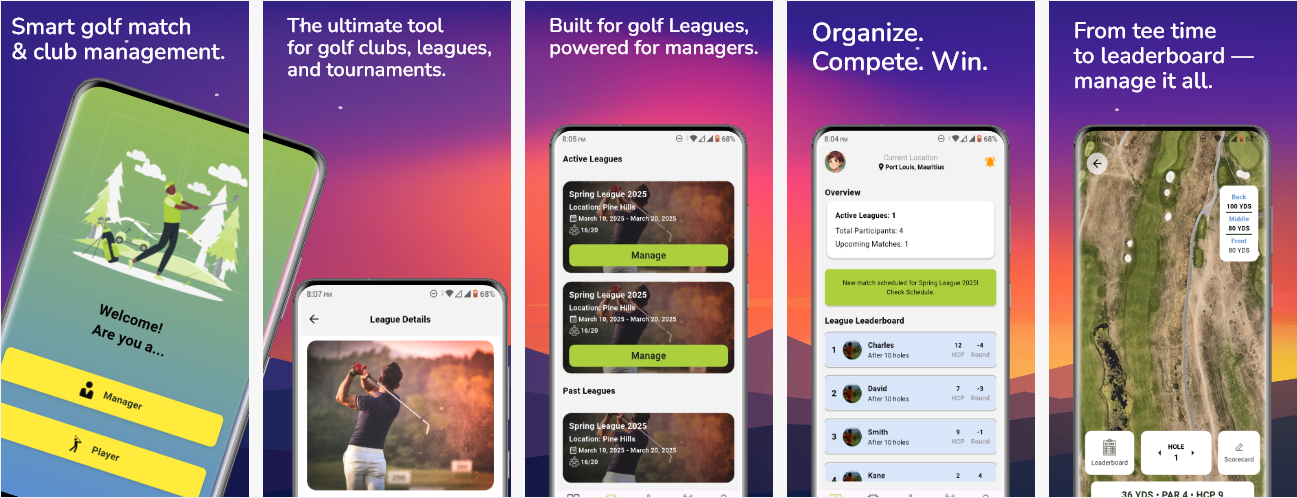 Smart golf match
& club management.
Welcome!
Are you a...
Manager
Player
The ultimate tool
for golf clubs, leagues,
and tournaments.
8:07 PM
68%
League Details
Built for golf Leagues,
powered for managers.
8:05 PM
68%
Active Leagues
Spring League 2025
Location: Pine Hills
March 10, 2025 - March 20, 2025
16/20
Manage
Spring League 2025
Location: Pine Hills
March 10, 2025 - March 20, 2025
16/20
Manage
Past Leagues
Spring League 2025
Location: Pine Hills
March 10, 2025 - March 20, 2025
16/20
Organize.
Compete. Win.
8:04 PM
68%
Current Location
Port Louis, Mauritius
Overview
Active Leagues: 1
Total Participants: 4
Upcoming Matches: 1
New match scheduled for Spring League 2025!
Check Schedule.
League Leaderboard
1 Charles 12 -4
After 10 holes HCP Round
2 David 7 -3
After 10 holes HCP Round
3 Smith 9 -1
After 10 holes HCP Round
4 Kane 2 4
From tee time
to leaderboard —
manage it all.
8:06 PM
68%
Back
100 YDS
Middle
80 YDS
Front
80 YDS
Leaderboard
HOLE
1
Scorecard
36 YDS • PAR 4 • HCP 9